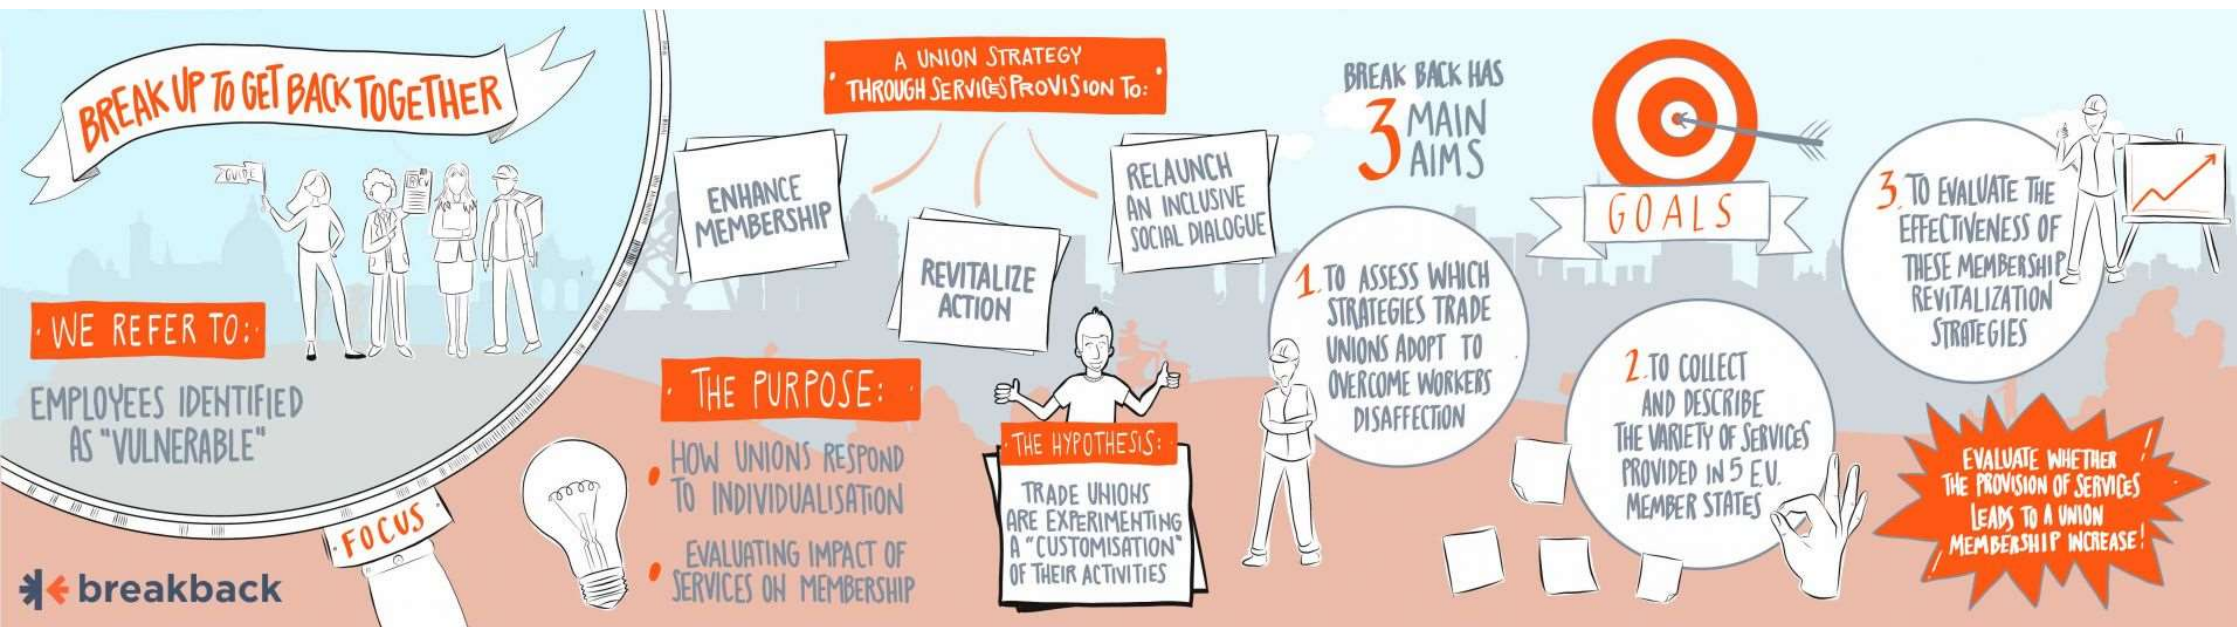 BREAK UP TO GET BACK TOGETHER
GUIDE
CV
· WE REFER TO: ·
EMPLOYEES IDENTIFIED
AS "VULNERABLE"
FOCUS
breakback
A UNION STRATEGY
THROUGH SERVICES PROVISION TO:
ENHANCE
MEMBERSHIP
REVITALIZE
ACTION
RELAUNCH
AN INCLUSIVE
SOCIAL DIALOGUE
· THE PURPOSE: ·
• HOW UNIONS RESPOND
TO INDIVIDUALISATION
• EVALUATING IMPACT OF
SERVICES ON MEMBERSHIP
· THE HYPOTHESIS: ·
TRADE UNIONS
ARE EXPERIMENTING
A "CUSTOMISATION"
OF THEIR ACTIVITIES
BREAK BACK HAS
3 MAIN
AIMS
GOALS
1. TO ASSESS WHICH
STRATEGIES TRADE
UNIONS ADOPT TO
OVERCOME WORKERS
DISAFFECTION
2. TO COLLECT
AND DESCRIBE
THE VARIETY OF SERVICES
PROVIDED IN 5 E.U.
MEMBER STATES
3. TO EVALUATE THE
EFFECTIVENESS OF
THESE MEMBERSHIP
REVITALIZATION
STRATEGIES
EVALUATE WHETHER
THE PROVISION OF SERVICES
LEADS TO A UNION
MEMBERSHIP INCREASE!